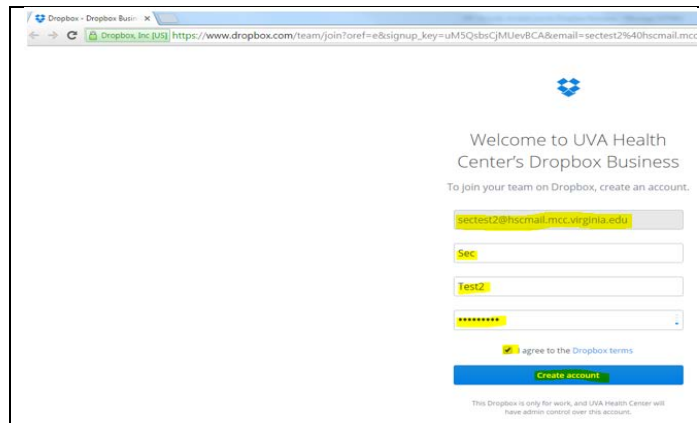 Dropbox - Dropbox Busin
Dropbox, Inc [US] https://www.dropbox.com/team/join?oref=e&signup_key=uM5QsbsCjMUevBCA&email=sectest2%40hscmail.mcc
Welcome to UVA Health
Center's Dropbox Business
To join your team on Dropbox, create an account.
sectest2@hscmail.mcc.virginia.edu
Sec
Test2
•••••••••
I agree to the Dropbox terms
Create account
This Dropbox is only for work, and UVA Health Center will
have admin control over this account.